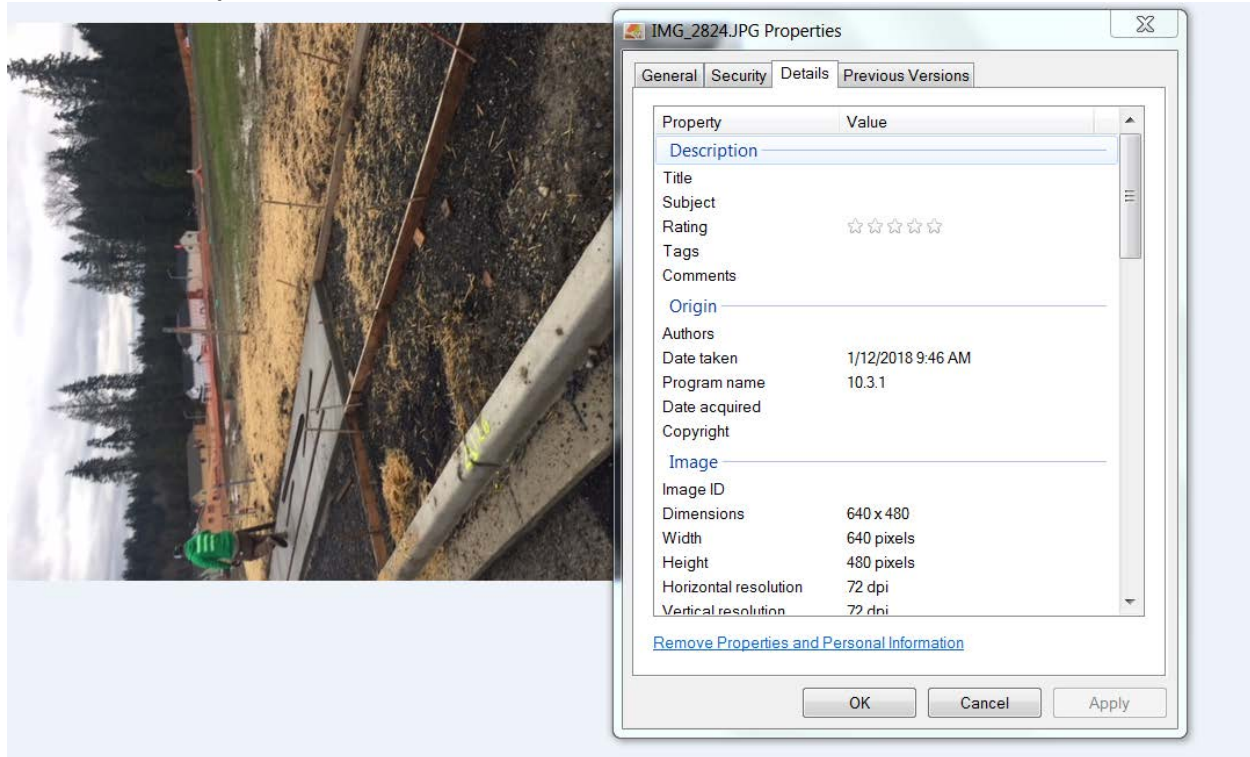 IMG_2824.JPG Properties
General Security Details Previous Versions
Property Value
Description
Title
Subject
Rating
Tags
Comments
Origin
Authors
Date taken 1/12/2018 9:46 AM
Program name 10.3.1
Date acquired
Copyright
Image
Image ID
Dimensions 640 x 480
Width 640 pixels
Height 480 pixels
Horizontal resolution 72 dpi
Vertical resolution 72 dpi
Remove Properties and Personal Information
OK Cancel Apply